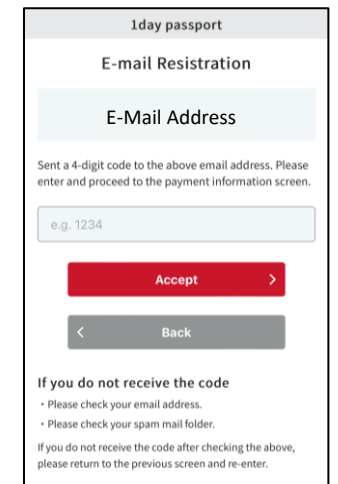 1day passport
E-mail Resistration
E-Mail Address
Sent a 4-digit code to the above email address. Please
enter and proceed to the payment information screen.
e.g. 1234
Accept >
< Back
If you do not receive the code
・Please check your email address.
・Please check your spam mail folder.
If you do not receive the code after checking the above,
please return to the previous screen and re-enter.